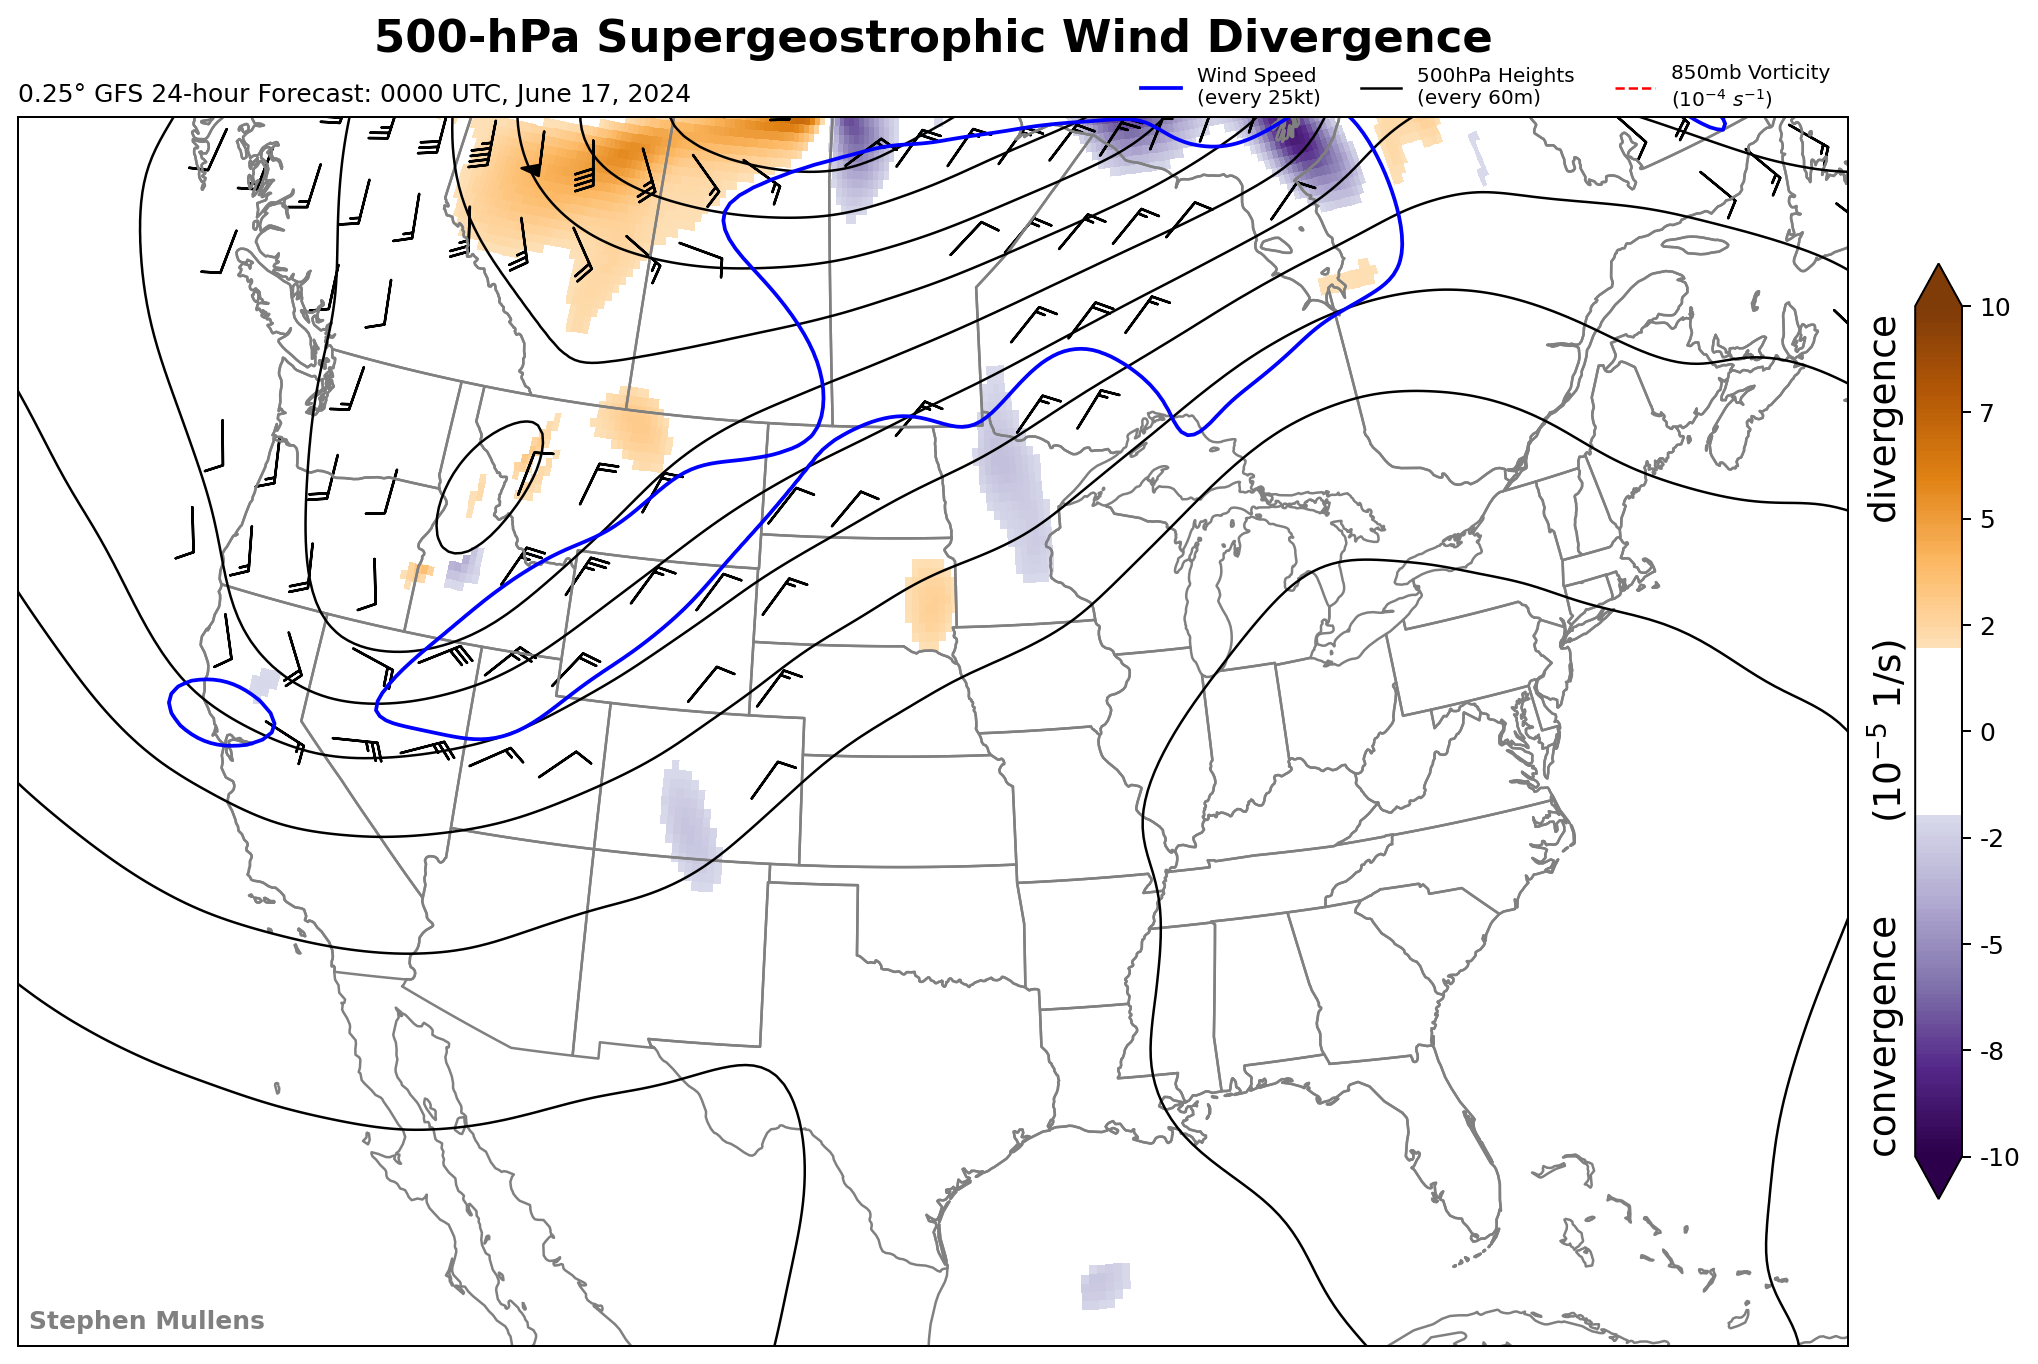 500-hPa Supergeostrophic Wind Divergence
0.25° GFS 24-hour Forecast: 0000 UTC, June 17, 2024
Wind Speed
(every 25kt)
500hPa Heights
(every 60m)
850mb Vorticity
(10⁻⁴ s⁻¹)
10
7
5
2
0
-2
-5
-8
-10
convergence (10⁻⁵ 1/s) divergence
Stephen Mullens